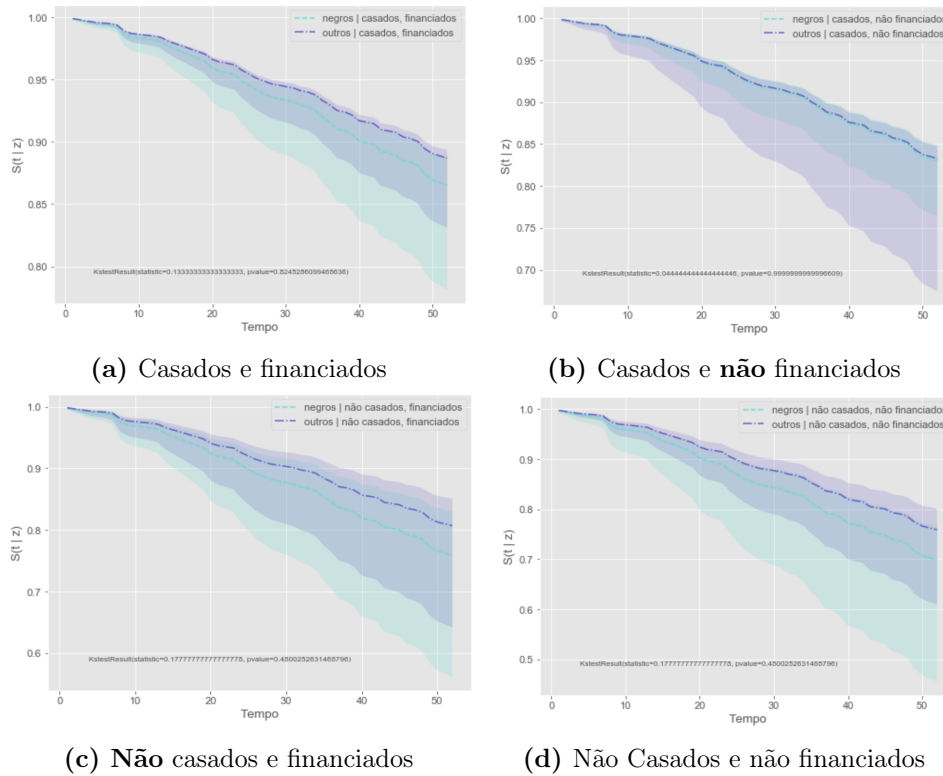 negros | casados, financiados
outros | casados, financiados
1.00
0.95
0.90
0.85
0.80
S(t | z)
KstestResult(statistic=0.13333333333333333, pvalue=0.8245286099488636)
0 10 20 30 40 50
Tempo
(a) Casados e financiados
negros | casados, não financiados
outros | casados, não financiados
1.00
0.95
0.90
0.85
0.80
0.75
0.70
S(t | z)
KstestResult(statistic=0.044444444444444446, pvalue=0.9999999999996609)
0 10 20 30 40 50
Tempo
(b) Casados e não financiados
negros | não casados, financiados
outros | não casados, financiados
1.0
0.9
0.8
0.7
0.6
S(t | z)
KstestResult(statistic=0.17777777777777778, pvalue=0.4800252631468796)
0 10 20 30 40 50
Tempo
(c) Não casados e financiados
negros | não casados, não financiados
outros | não casados, não financiados
1.0
0.9
0.8
0.7
0.6
0.5
S(t | z)
KstestResult(statistic=0.17777777777777778, pvalue=0.4800252631468796)
0 10 20 30 40 50
Tempo
(d) Não Casados e não financiados